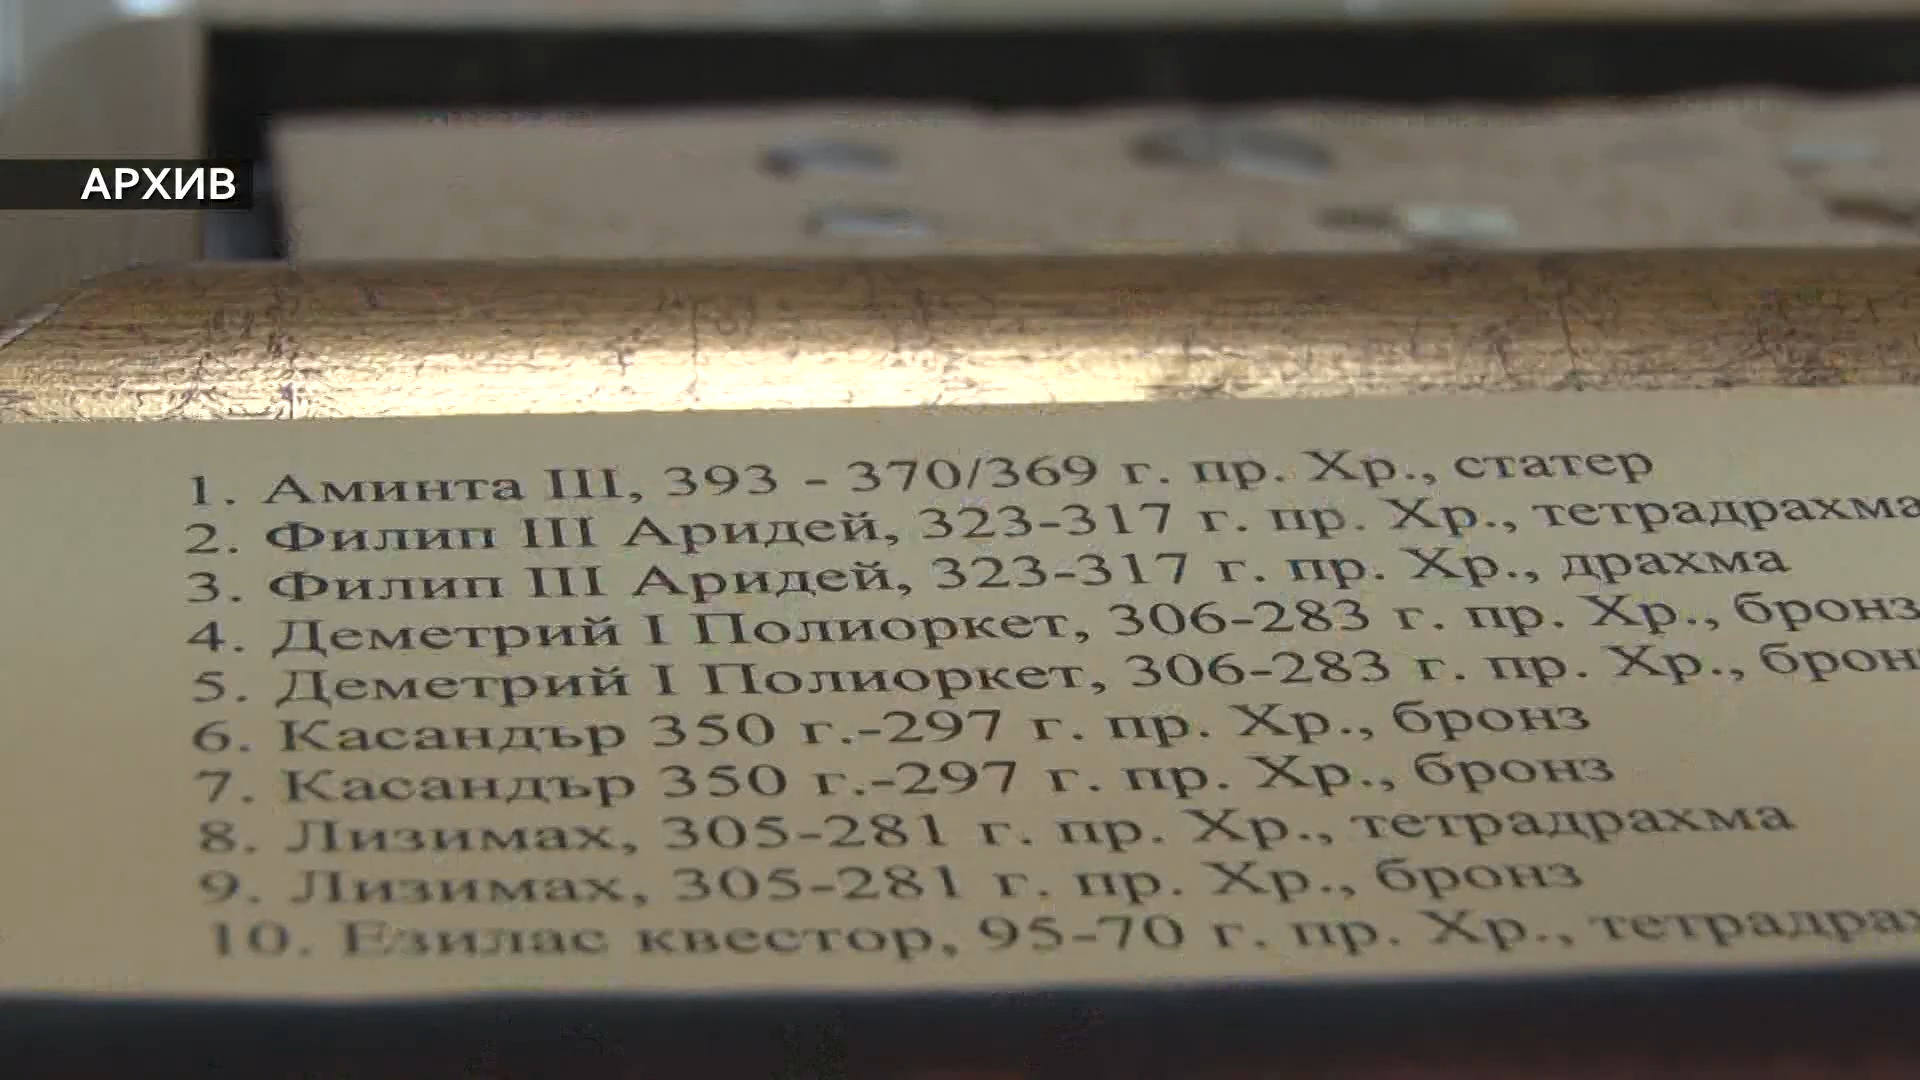 АРХИВ
1. Аминта III, 393 - 370/369 г. пр. Хр., статер
2. Филип III Аридей, 323-317 г. пр. Хр., тетрадрахма
3. Филип III Аридей, 323-317 г. пр. Хр., драхма
4. Деметрий I Полиоркет, 306-283 г. пр. Хр., бронз
5. Деметрий I Полиоркет, 306-283 г. пр. Хр., брон
6. Касандър 350 г.-297 г. пр. Хр., бронз
7. Касандър 350 г.-297 г. пр. Хр., бронз
8. Лизимах, 305-281 г. пр. Хр., тетрадрахма
9. Лизимах, 305-281 г. пр. Хр., бронз
10. Езилас квестор, 95-70 г. пр. Хр., тетрадрах